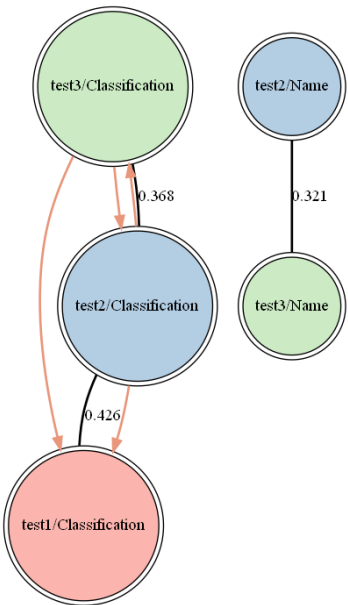 test3/Classification
test2/Name
0.368
0.321
test2/Classification
test3/Name
0.426
test1/Classification